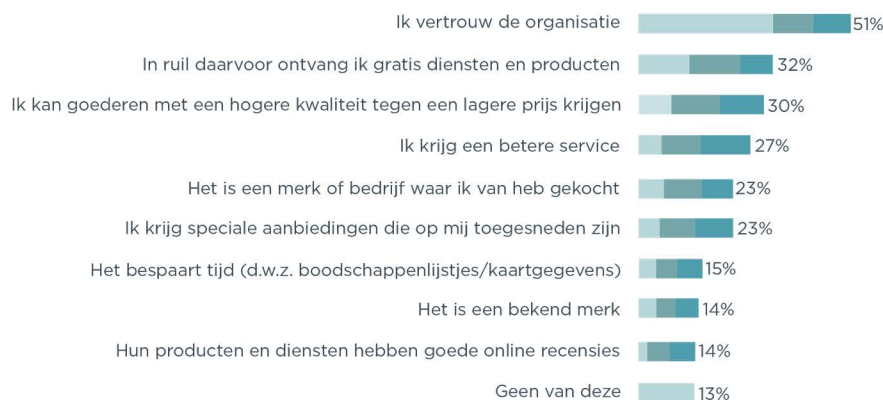 Ik vertrouw de organisatie 51%
In ruil daarvoor ontvang ik gratis diensten en producten 32%
Ik kan goederen met een hogere kwaliteit tegen een lagere prijs krijgen 30%
Ik krijg een betere service 27%
Het is een merk of bedrijf waar ik van heb gekocht 23%
Ik krijg speciale aanbiedingen die op mij toegesneden zijn 23%
Het bespaart tijd (d.w.z. boodschappenlijstjes/kaartgegevens) 15%
Het is een bekend merk 14%
Hun producten en diensten hebben goede online recensies 14%
Geen van deze 13%